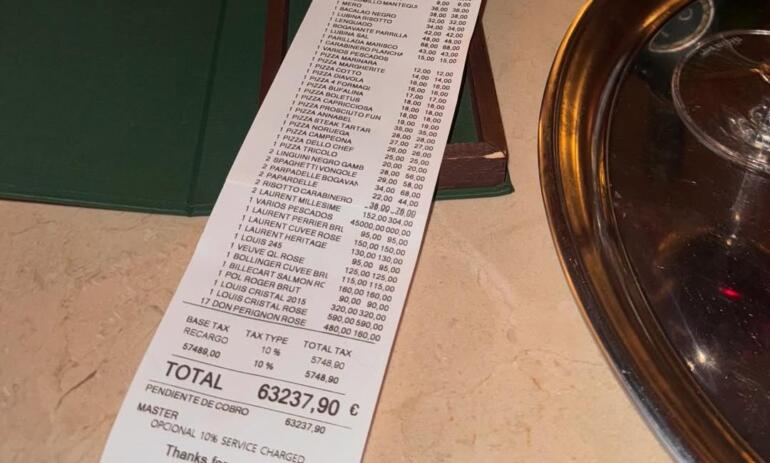 1 SOLOMILLO MANTEQUI 9,00 9,00
1 MERO 38,00 38,00
1 BACALAO NEGRO 38,00 38,00
1 LUBINA RISOTTO 32,00 32,00
1 LENGUADO 34,00 34,00
1 BOGAVANTE PARRILLA 42,00 42,00
1 LUBINA SAL 48,00 48,00
1 PARILLADA MARISCO 68,00 68,00
1 CARABINERO PLANCHA 43,00 43,00
1 VARIOS PESCADOS 15,00 15,00
1 PIZZA MARINARA
1 PIZZA MARGHERITE 12,00 12,00
1 PIZZA COTTO 14,00 14,00
1 PIZZA DIAVOLA 14,00 14,00
1 PIZZA 4 FORMAGI 16,00 16,00
1 PIZZA BUFALINA 17,00 17,00
1 PIZZA BOLETUS 18,00 18,00
1 PIZZA CAPRICCIOSA 18,00 18,00
1 PIZZA PROSCIUTO FUN 18,00 18,00
1 PIZZA ANNABEL 19,00 19,00
1 PIZZA STEAK TARTAR 35,00 35,00
1 PIZZA NORUEGA 28,00 28,00
1 PIZZA CAMPEONA 27,00 27,00
1 PIZZA DELLO CHEF 26,00 26,00
1 PIZZA TRICOLO 25,00 25,00
2 LINGUINI NEGRO GAMB 20,00 20,00
2 SPAGHETTI VONGOLE 28,00 56,00
2 PARPADELLE BOGAVAN 29,00 58,00
2 PAPARDELLE 34,00 68,00
2 RISOTTO CARABINERO 22,00 44,00
2 LAURENT MILLESIME
1 VARIOS PESCADOS 152,00 304,00
1 LAURENT PERRIER BRU 45000,00
1 LAURENT CUVEE ROSE 95,00 95,00
1 LAURENT HERITAGE 150,00 150,00
1 LOUIS 245 130,00 130,00
1 VEUVE QL ROSE 95,00 95,00
1 BOLLINGER CUVEE BRU 125,00 125,00
1 BILLECART SALMON RO 115,00 115,00
1 POL ROGER BRUT 160,00 160,00
1 LOUIS CRISTAL 2015 90,00 90,00
1 LOUIS CRISTAL ROSE 320,00 320,00
17 DON PERIGNON ROSE 590,00 590,00
480,00 160,00
BASE TAX TAX TYPE TOTAL TAX
RECARGO 10 % 5748,90
57489,00 10 % 5748,90
TOTAL 63237,90 €
PENDIENTE DE COBRO 63237,90
MASTER
OPCIONAL 10% SERVICE CHARGED
Thanks for